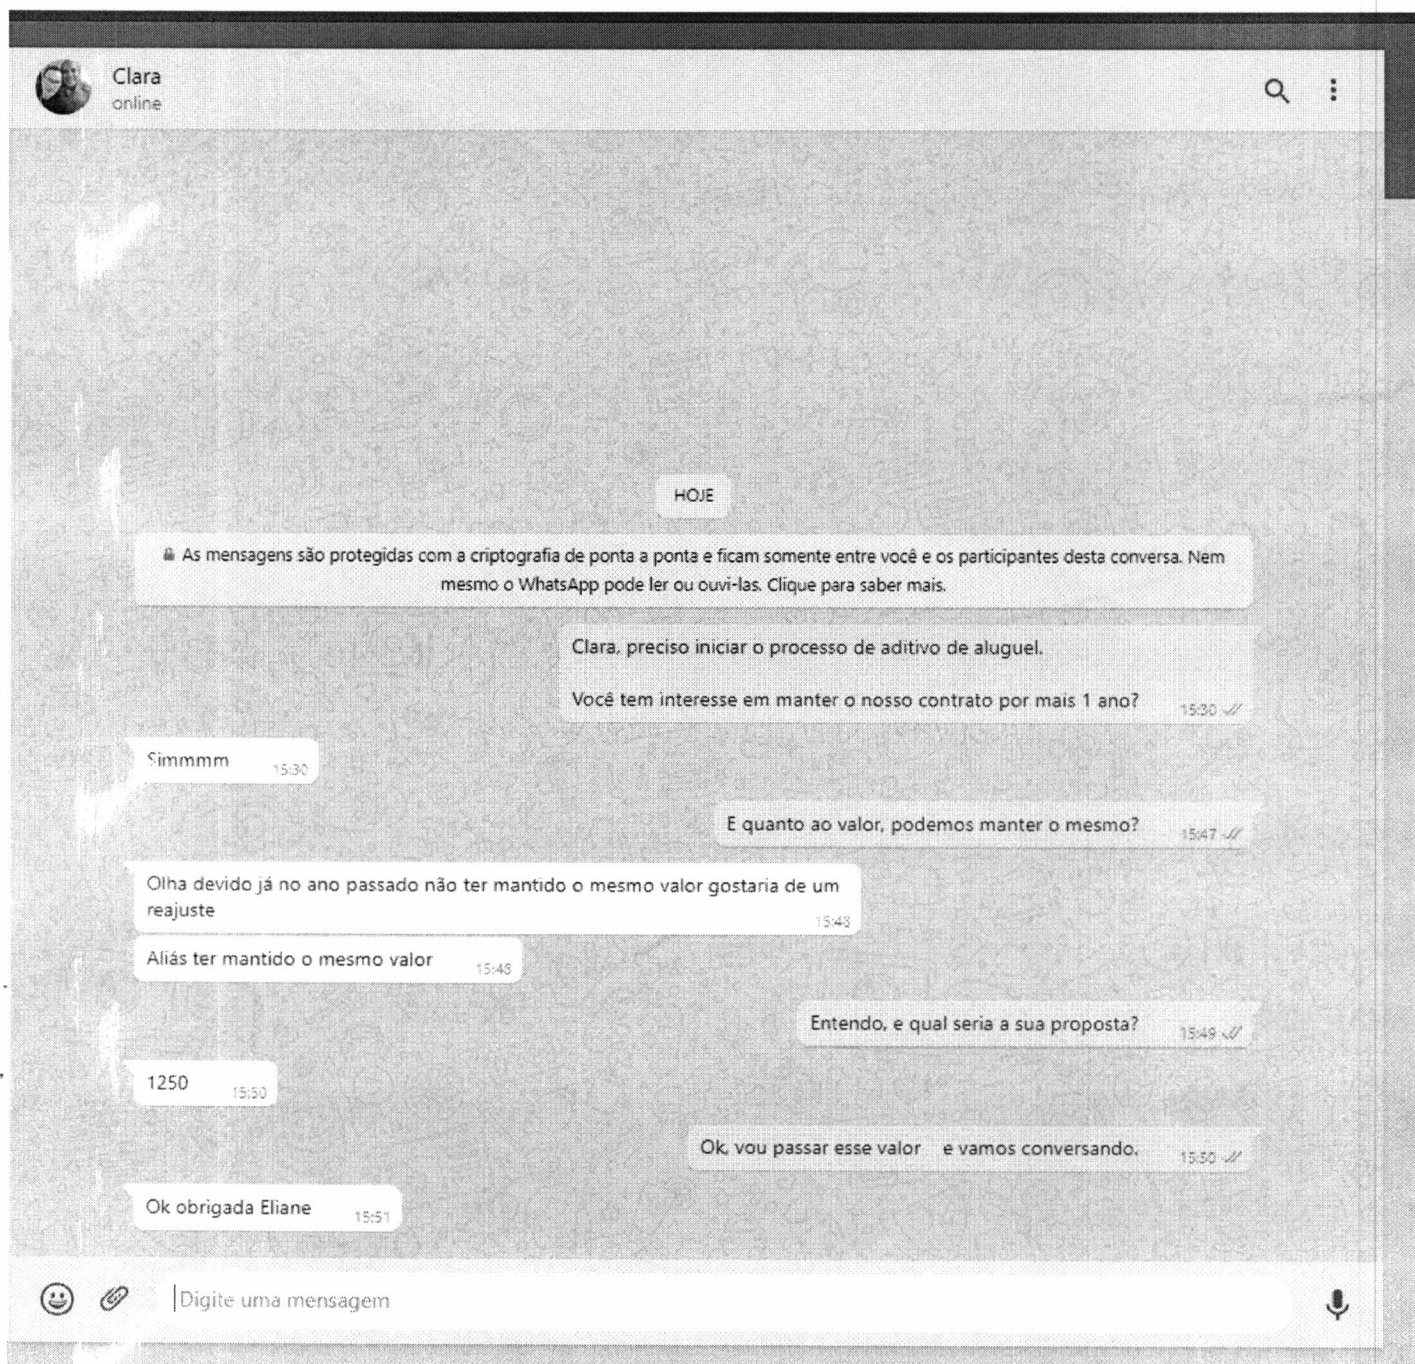 Clara
online
HOJE
As mensagens são protegidas com a criptografia de ponta a ponta e ficam somente entre você e os participantes desta conversa. Nem
mesmo o WhatsApp pode ler ou ouvi-las. Clique para saber mais.
Clara, preciso iniciar o processo de aditivo de aluguel.
Você tem interesse em manter o nosso contrato por mais 1 ano?
15:30
Simmmm
15:30
E quanto ao valor, podemos manter o mesmo?
15:47
Olha devido já no ano passado não ter mantido o mesmo valor gostaria de um
reajuste
15:48
Aliás ter mantido o mesmo valor
15:48
Entendo, e qual seria a sua proposta?
15:49
1250
15:50
Ok, vou passar esse valor e vamos conversando.
15:50
Ok obrigada Eliane
15:51
Digite uma mensagem